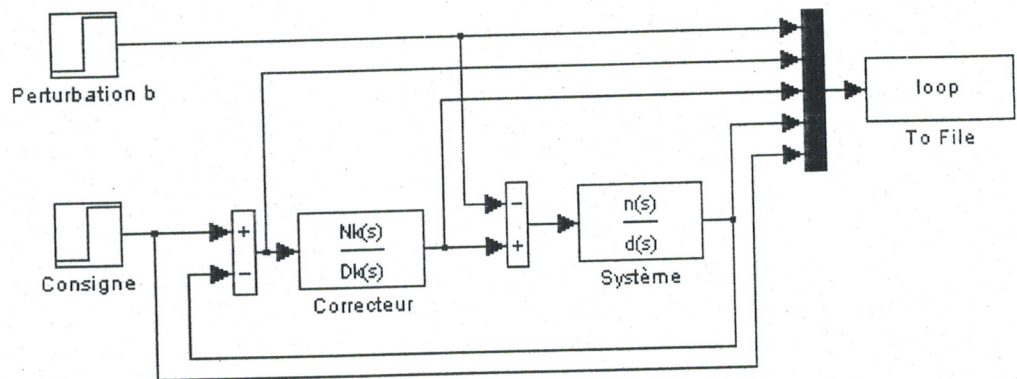 Perturbation b
loop
To File
Consigne
+
−
Nk(s)
Dk(s)
Correcteur
−
+
n(s)
d(s)
Système